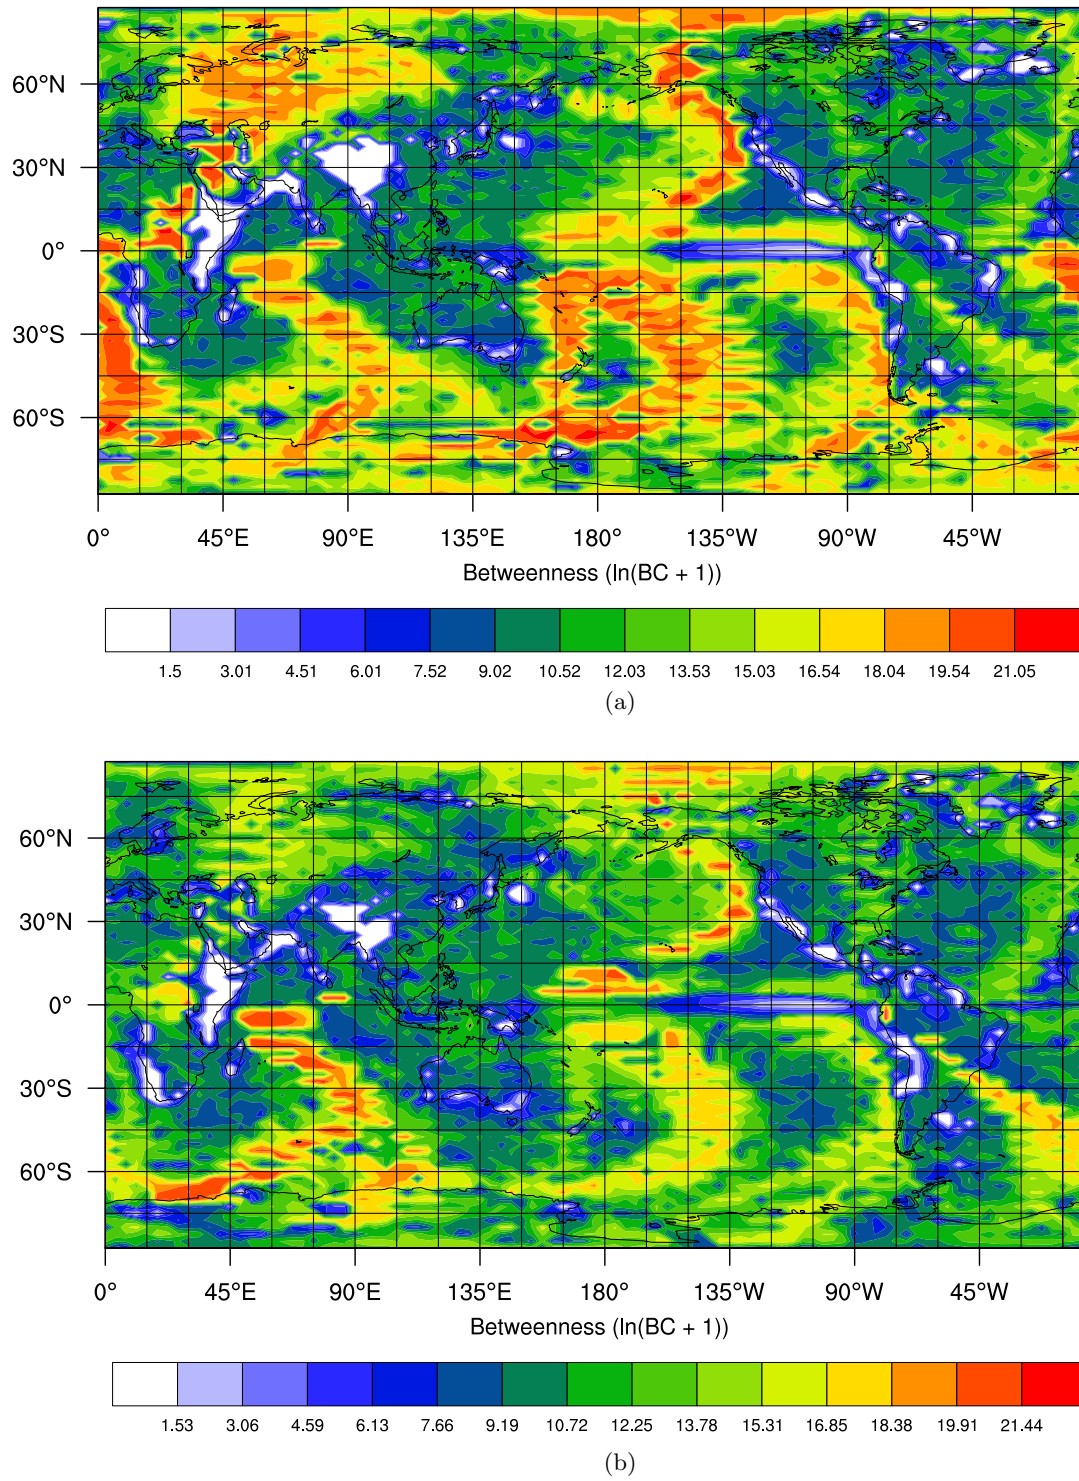 60°N
30°N
0°
30°S
60°S
0° 45°E 90°E 135°E 180° 135°W 90°W 45°W
Betweenness (ln(BC + 1))
1.5 3.01 4.51 6.01 7.52 9.02 10.52 12.03 13.53 15.03 16.54 18.04 19.54 21.05
(a)
60°N
30°N
0°
30°S
60°S
0° 45°E 90°E 135°E 180° 135°W 90°W 45°W
Betweenness (ln(BC + 1))
1.53 3.06 4.59 6.13 7.66 9.19 10.72 12.25 13.78 15.31 16.85 18.38 19.91 21.44
(b)